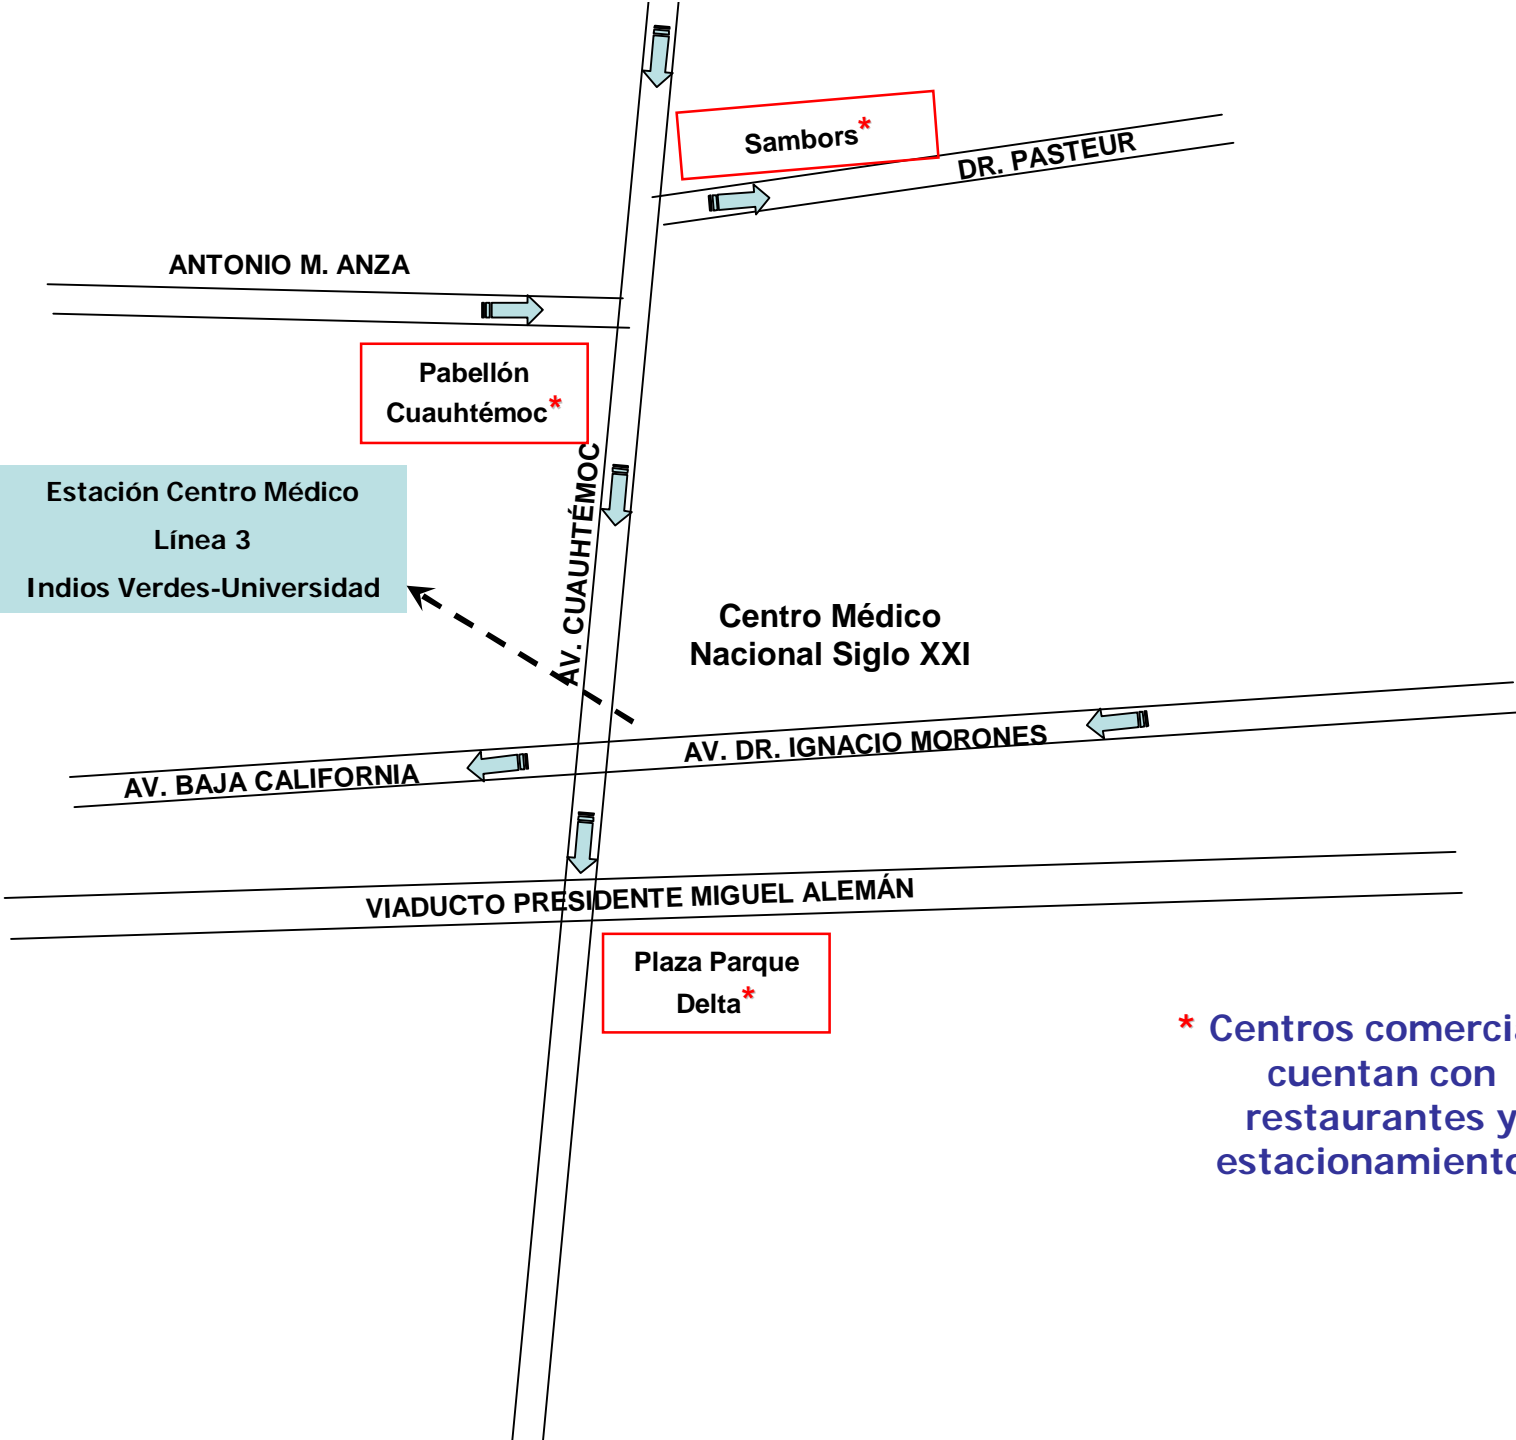 Sambors*
DR. PASTEUR
ANTONIO M. ANZA
Pabellón
Cuauhtémoc*
AV. CUAUHTÉMOC
Estación Centro Médico
Línea 3
Indios Verdes-Universidad
Centro Médico
Nacional Siglo XXI
AV. DR. IGNACIO MORONES
AV. BAJA CALIFORNIA
VIADUCTO PRESIDENTE MIGUEL ALEMÁN
Plaza Parque
Delta*
* Centros
cuentan con
restaurantes y